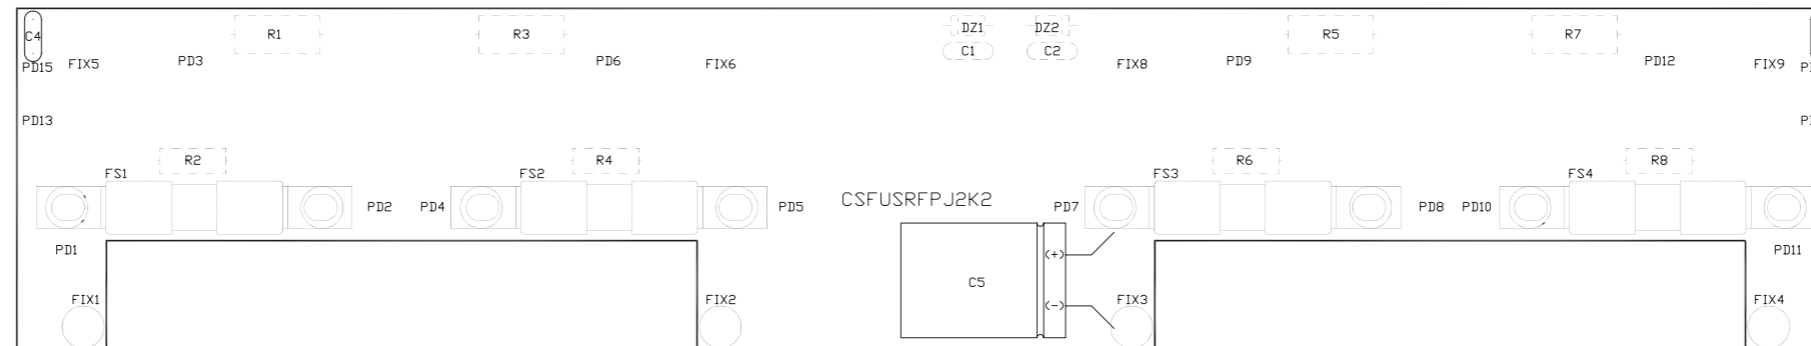 C4 R1 R3 DZ1 DZ2 R5 R7
C1 C2
PD15 FIX5 PD3 PD6 FIX6 FIX8 PD9 PD12 FIX9
PD13
R2 R4 R6 R8
FS1 FS2 FS3 FS4
CSFUSRFPJ2K2
PD2 PD4 PD5 PD7 PD8 PD10
PD1 PD11
(+)
C5
(-)
FIX1 FIX2 FIX3 FIX4